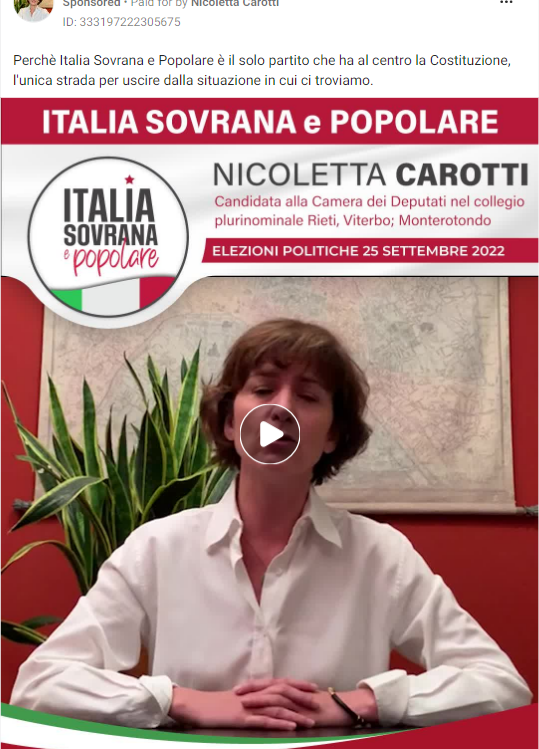 Sponsored • Paid for by Nicoletta Carotti
ID: 333197222305675
Perchè Italia Sovrana e Popolare è il solo partito che ha al centro la Costituzione,
l'unica strada per uscire dalla situazione in cui ci troviamo.
ITALIA SOVRANA e POPOLARE
ITALIA
SOVRANA
e popolare
NICOLETTA CAROTTI
Candidata alla Camera dei Deputati nel collegio
plurinominale Rieti, Viterbo; Monterotondo
ELEZIONI POLITICHE 25 SETTEMBRE 2022